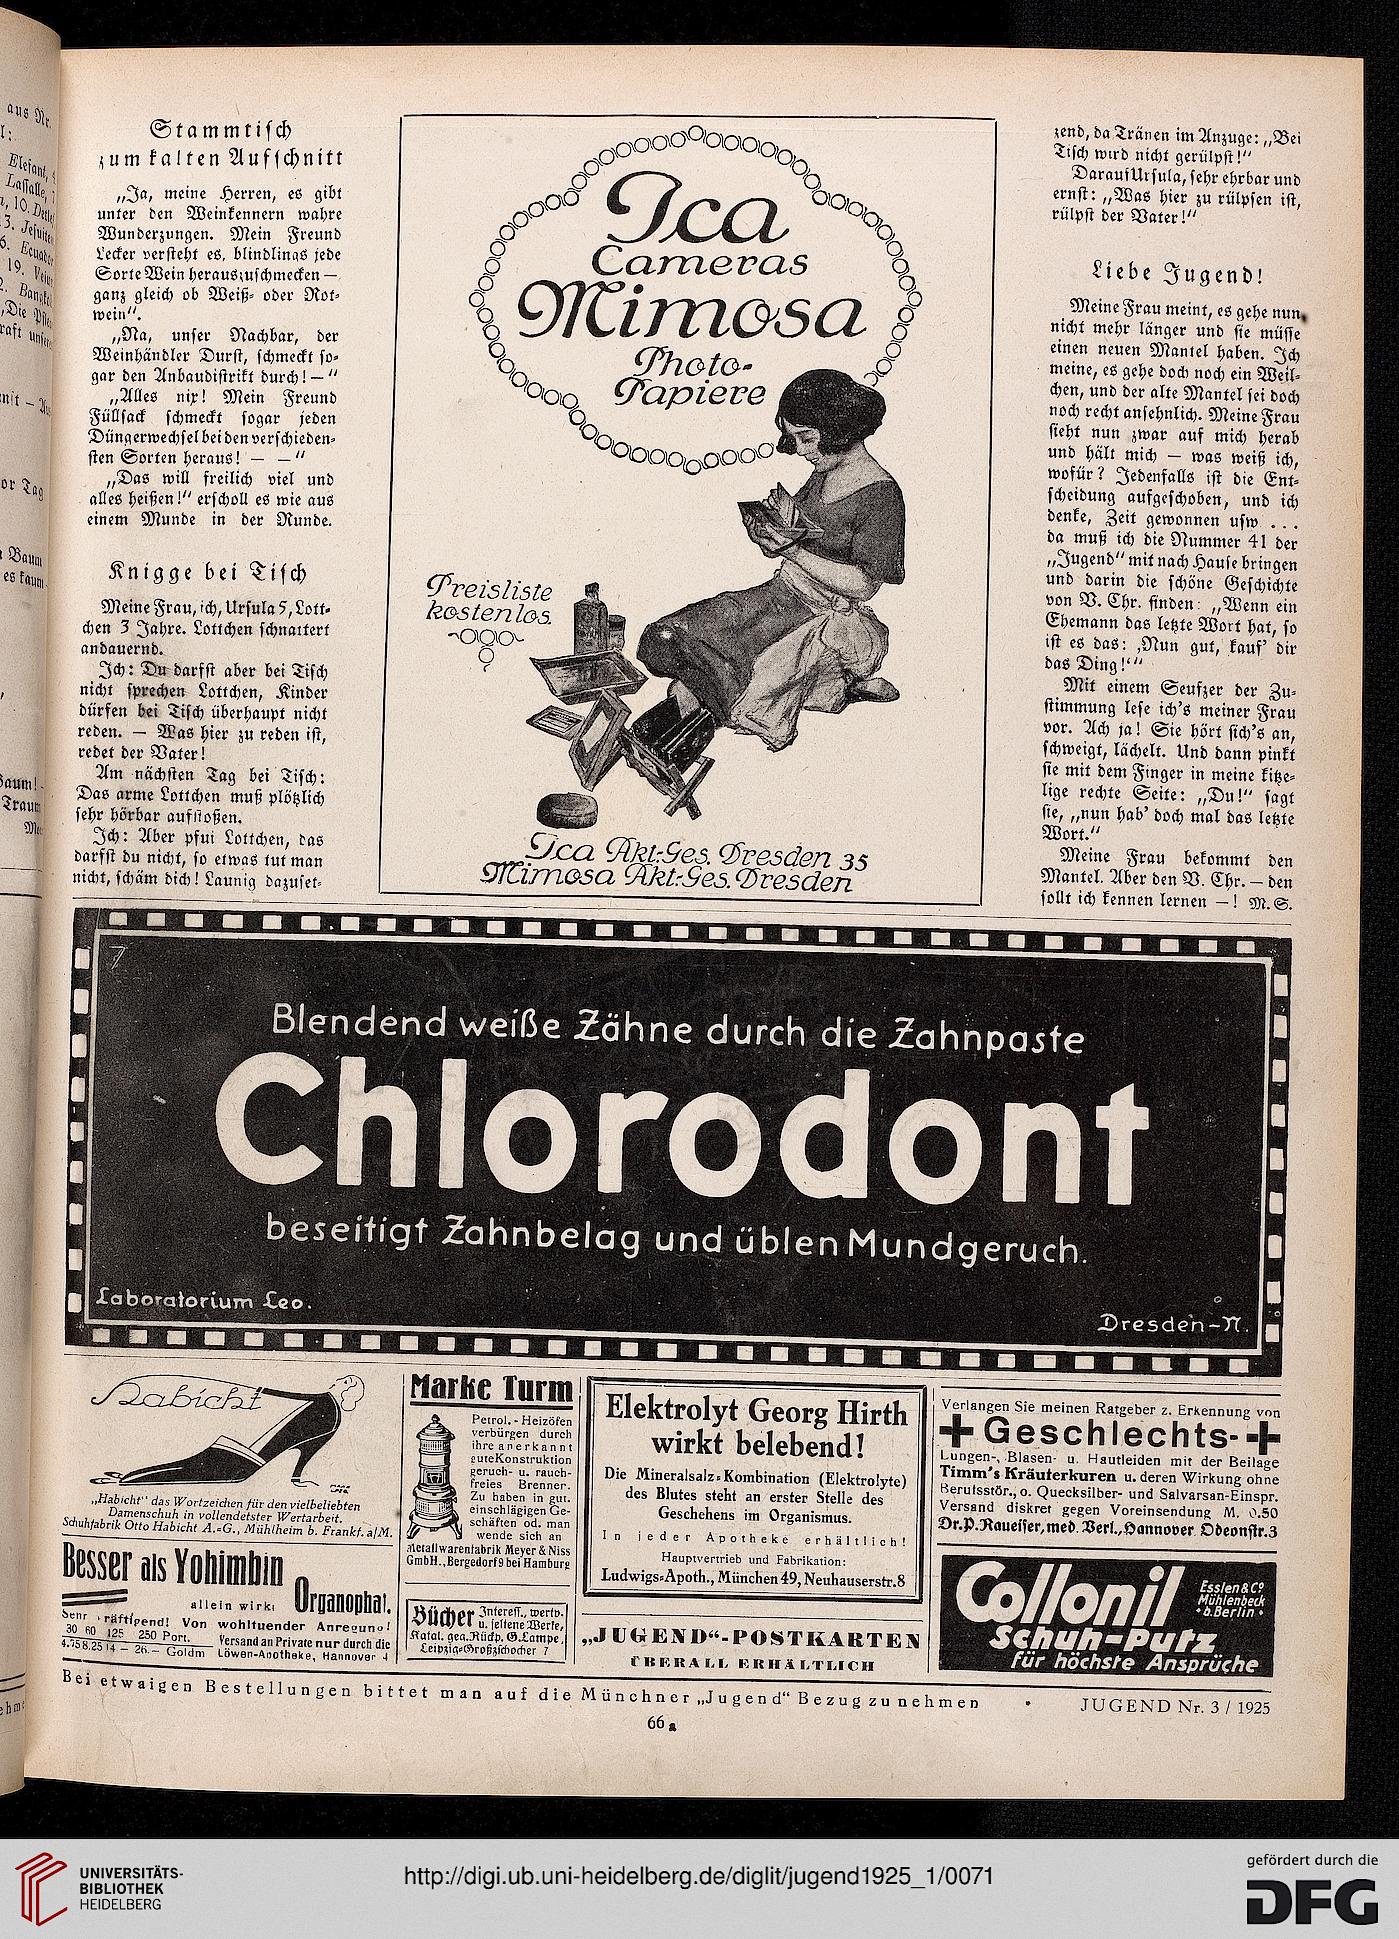 Stammtisch
zum kalten Aufschnitt
„Ja, meine Herren, es gibt
unter den Weinkennern wahre
Wunderzungen. Mein Freund
Lecker versteht es, blindlings jede
Sorte Wein herauszuschmecken —
ganz gleich ob Weiß- oder Rot-
wein“.
„Na, unser Nachbar, der
Weinhändler Durst, schmeckt so-
gar den Anbaudistrikt durch! — “
„Alles nix! Mein Freund
Füllsack schmeckt sogar jeden
Düngerwechsel bei den verschieden-
sten Sorten heraus! — — “
„Das will freilich viel und
alles heißen!“ erscholl es wie aus
einem Munde in der Runde.
Knigge bei Tisch
Meine Frau, ich, Ursula 5, Lott-
chen 3 Jahre. Lottchen schnattert
andauernd.
Ich: Du darfst aber bei Tisch
nicht sprechen Lottchen, Kinder
dürfen bei Tisch überhaupt nicht
reden. — Was hier zu reden ist,
redet der Vater!
Am nächsten Tag bei Tisch:
Das arme Lottchen muß plötzlich
sehr hörbar aufstoßen.
Ich: Aber pfui Lottchen, das
darfst du nicht, so etwas tut man
nicht, schäm dich! Launig dazuset-
Ica
Cameras
Mimosa
Photo-
Papiere
Preisliste
kostenlos.
Ica Akt.-Ges. Dresden 35
Mimosa Akt.-Ges. Dresden
zend, da Tränen im Anzuge: „Bei
Tisch wird nicht gerülpst!“
Darauf Ursula, sehr ehrbar und
ernst: „Was hier zu rülpsen ist,
rülpst der Vater!“
Liebe Jugend!
Meine Frau meint, es gehe nun
nicht mehr länger und sie müsse
einen neuen Mantel haben. Ich
meine, es gehe doch noch ein Weil-
chen, und der alte Mantel sei doch
noch recht ansehnlich. Meine Frau
sieht nun zwar auf mich herab
und hält mich — was weiß ich,
wofür? Jedenfalls ist die Ent-
scheidung aufgeschoben, und ich
denke, Zeit gewonnen usw . . .
da muß ich die Nummer 41 der
„Jugend“ mit nach Hause bringen
und darin die schöne Geschichte
von V. Chr. finden: „Wenn ein
Ehemann das letzte Wort hat, so
ist es das: ‚Nun gut, kauf' dir
das Ding!‘“
Mit einem Seufzer der Zu-
stimmung lese ich's meiner Frau
vor. Ach ja! Sie hört sich's an,
schweigt, lächelt. Und dann pinkt
sie mit dem Finger in meine kitze-
lige rechte Seite: „Du!“ sagt
sie, „nun hab' doch mal das letzte
Wort.“
Meine Frau bekommt den
Mantel. Aber den V. Chr. — den
sollt ich kennen lernen — ! M. S.
Blendend weiße Zähne durch die Zahnpaste
Chlorodont
beseitigt Zahnbelag und üblen Mundgeruch.
Laboratorium Leo.
Dresden-N.
Habicht
„Habicht“ das Wortzeichen für den vielbeliebten
Damenschuh in vollendetster Wertarbeit.
Schuhfabrik Otto Habicht A.=G., Mühlheim b. Frankf. a/M.
Besser als Yohimbin
allein wirkt Organophat.
Sehr kräftigend! Von wohltuender Anregung!
30 60 125 250 Port.
4.75 8.25 14 — 26.— Goldm
Versand an Private nur durch die
Löwen-Apotheke, Hannover 4
Marke Turm
Petrol.-Heizöfen
verbürgen durch
ihre anerkannt
gute Konstruktion
geruch- u. rauch-
freies Brenner.
Zu haben in gut.
einschlägigen Ge-
schäften od. man
wende sich an
Metallwarenfabrik Meyer & Niss
GmbH., Bergedorf 9 bei Hamburg
Bücher Interess., wertv.
u. seltene Werke,
Katal. geg. Rückp. G. Lampe,
Leipzig-Großzschocher 7
Elektrolyt Georg Hirth
wirkt belebend!
Die Mineralsalz=Kombination (Elektrolyte)
des Blutes steht an erster Stelle des
Geschehens im Organismus.
In jeder Apotheke erhältlich!
Hauptvertrieb und Fabrikation:
Ludwigs=Apoth., München 49, Neuhauserstr. 8
„JUGEND“-POSTKARTEN
ÜBERALL ERHÄLTLICH
Verlangen Sie meinen Ratgeber z. Erkennung von
+ Geschlechts- +
Lungen-, Blasen- u. Hautleiden mit der Beilage
Timm's Kräuterkuren u. deren Wirkung ohne
Berufsstör., o. Quecksilber- und Salvarsan-Einspr.
Versand diskret gegen Voreinsendung M. 0.50
Dr. P. Raueiser, med. Verl., Hannover Odeonstr. 3
Collonil
Esslen & Co
Mühlenbeck
• b. Berlin •
Schuh-Putz
für höchste Ansprüche
Bei etwaigen Bestellungen bittet man auf die Münchner „Jugend“ Bezug zu nehmen
JUGEND Nr. 3 / 1925
66a
UNIVERSITÄTS-
BIBLIOTHEK
HEIDELBERG
http://digi.ub.uni-heidelberg.de/diglit/jugend1925_1/0071
gefördert durch die
DFG